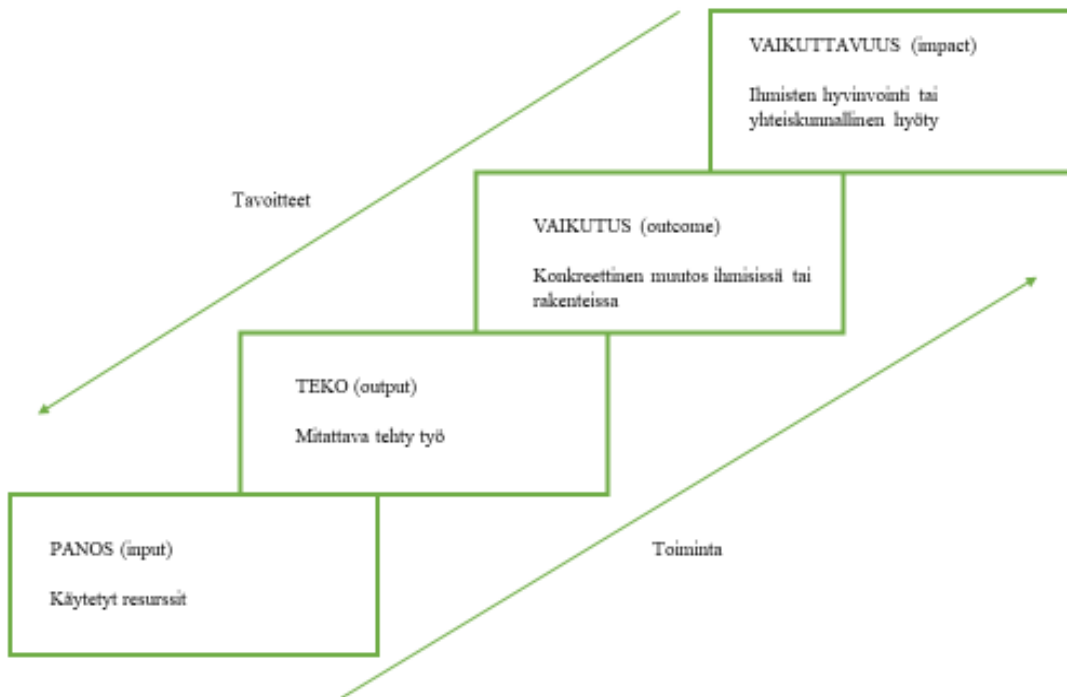 VAIKUTTAVUUS (impact)
Ihmisten hyvinvointi tai
yhteiskunnallinen hyöty
Tavoitteet
VAIKUTUS (outcome)
Konkreettinen muutos ihmisissä tai
rakenteissa
TEKO (output)
Mitattava tehty työ
PANOS (input)
Käytetyt resurssit
Toiminta